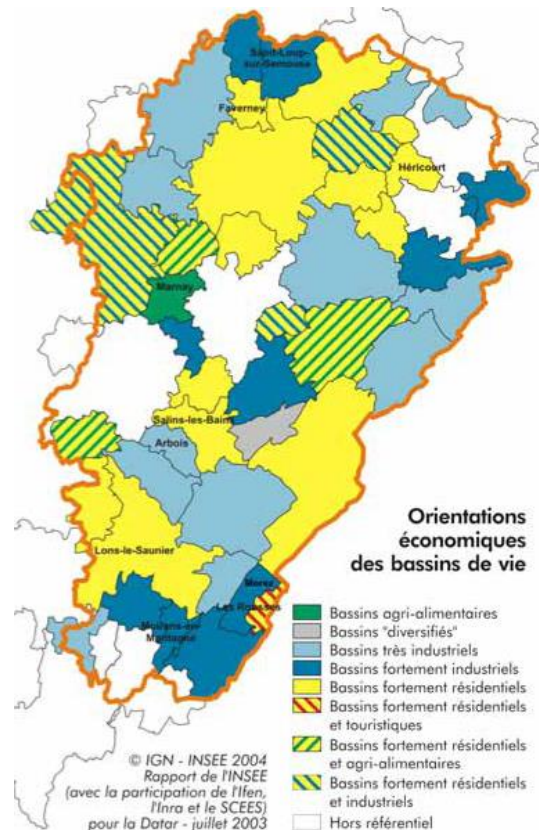 Saint-Loup-
sur-Semouse
Faverney
Héricourt
Marnay
Salins-les-Bains
Arbois
Lons-le-Saunier
Morez
Les Rousses
Moirans-en-
Montagne
Orientations
économiques
des bassins de vie
Bassins agri-alimentaires
Bassins "diversifiés"
Bassins très industriels
Bassins fortement industriels
Bassins fortement résidentiels
Bassins fortement résidentiels
et touristiques
Bassins fortement résidentiels
et agri-alimentaires
Bassins fortement résidentiels
et industriels
Hors référentiel
© IGN - INSEE 2004
Rapport de l'INSEE
(avec la participation de l'Ifen,
l'Inra et le SCEES)
pour la Datar - juillet 2003